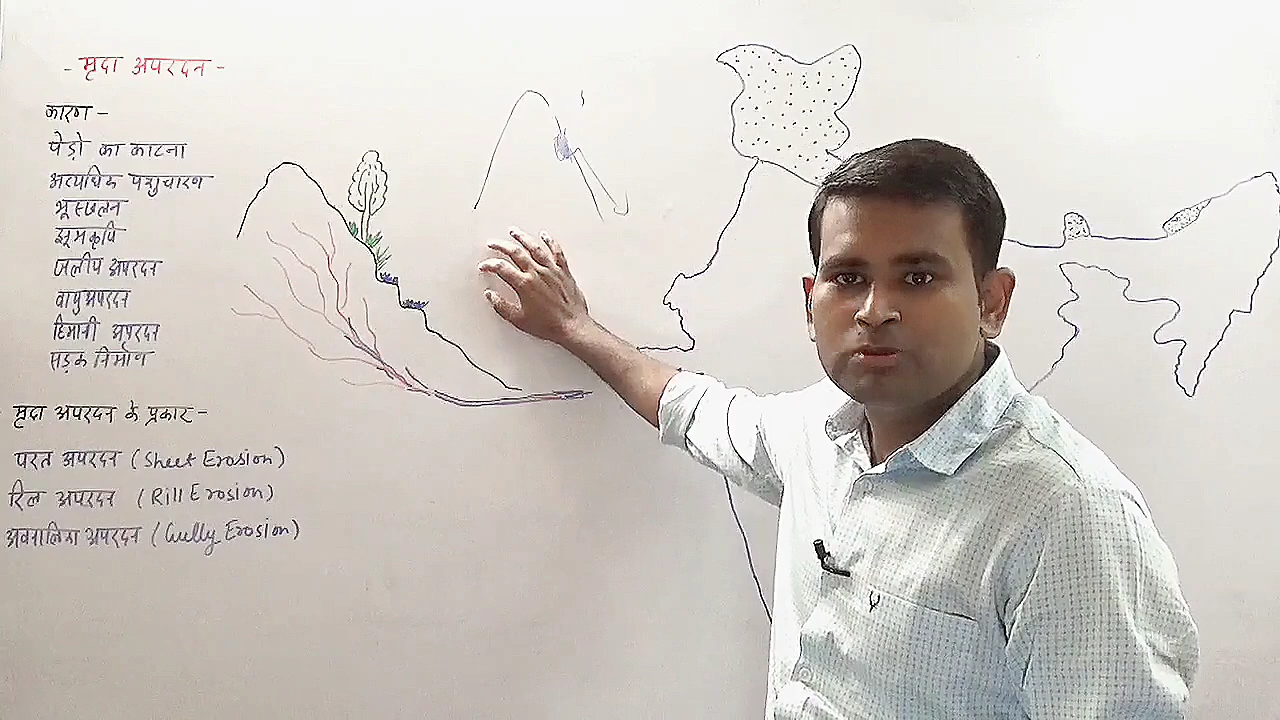 - मृदा अपरदन -
कारण -
पेड़ो का काटना
अत्यधिक पशुचारण
भूस्खलन
झूमकृषि
जलीय अपरदन
वायुअपरदन
हिमानी अपरदन
सड़क निर्माण
मृदा अपरदन के प्रकार -
परत अपरदन (Sheet Erosion)
रिल अपरदन (Rill Erosion)
अवनालिका अपरदन (Gully Erosion)